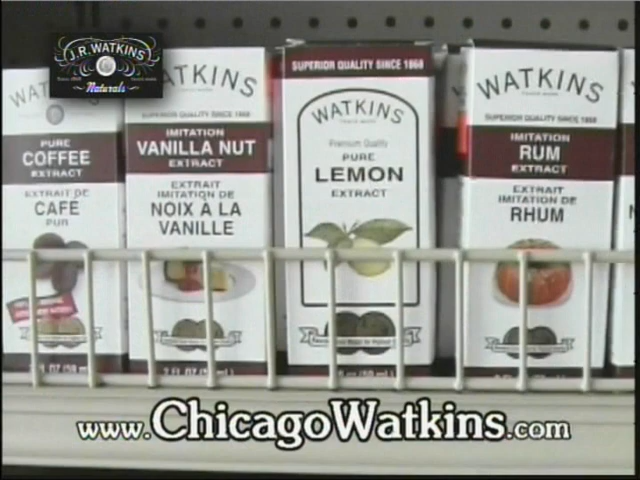 J.R.WATKINS
Naturals
WAT
PURE
COFFEE
EXTRACT
EXTRAIT DE
CAFÉ
PUR
WATKINS
SUPERIOR QUALITY SINCE 1868
IMITATION
VANILLA NUT
EXTRACT
EXTRAIT
IMITATION DE
NOIX À LA
VANILLE
SUPERIOR QUALITY SINCE 1868
WATKINS
Premium Quality
PURE
LEMON
EXTRACT
WATKINS
SUPERIOR QUALITY SINCE 1868
IMITATION
RUM
EXTRACT
EXTRAIT
IMITATION DE
RHUM
www.ChicagoWatkins.com